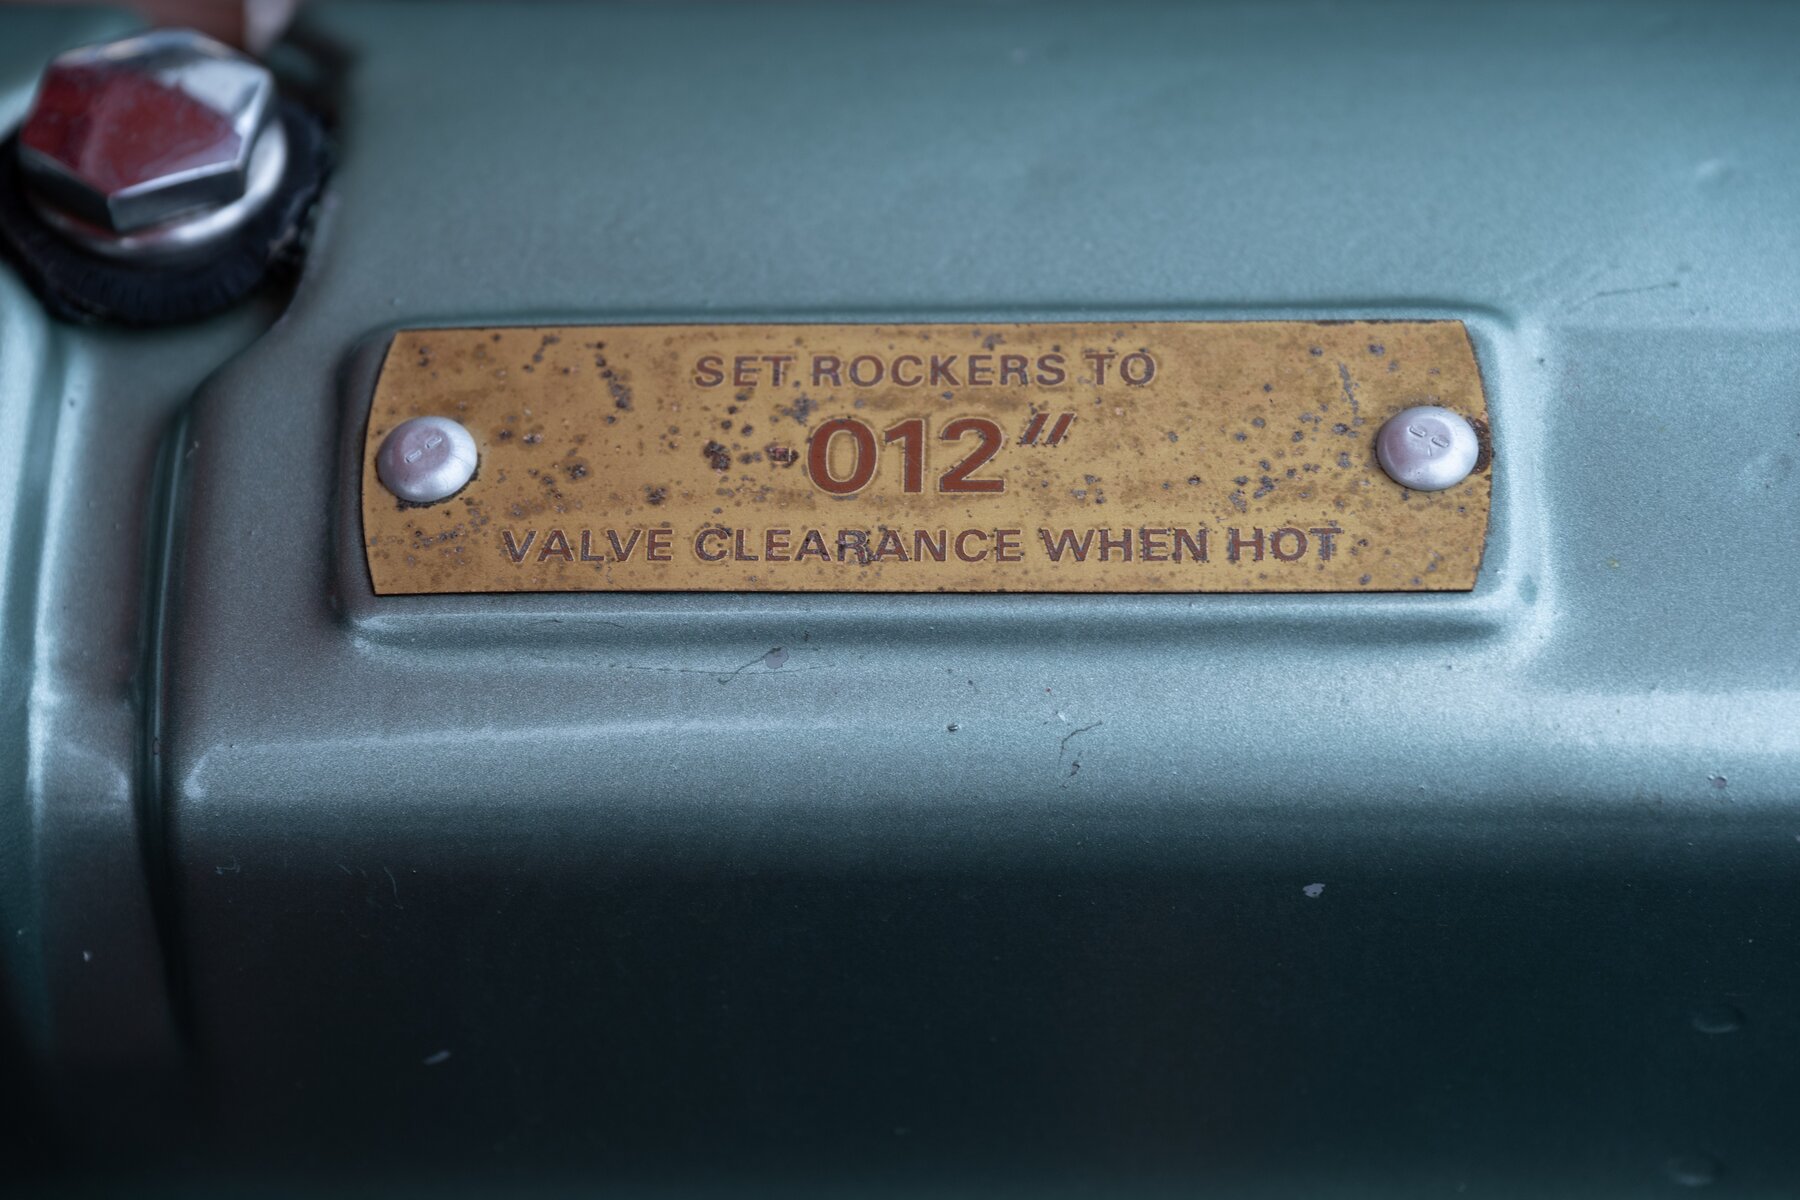 SET ROCKERS TO
012"
VALVE CLEARANCE WHEN HOT